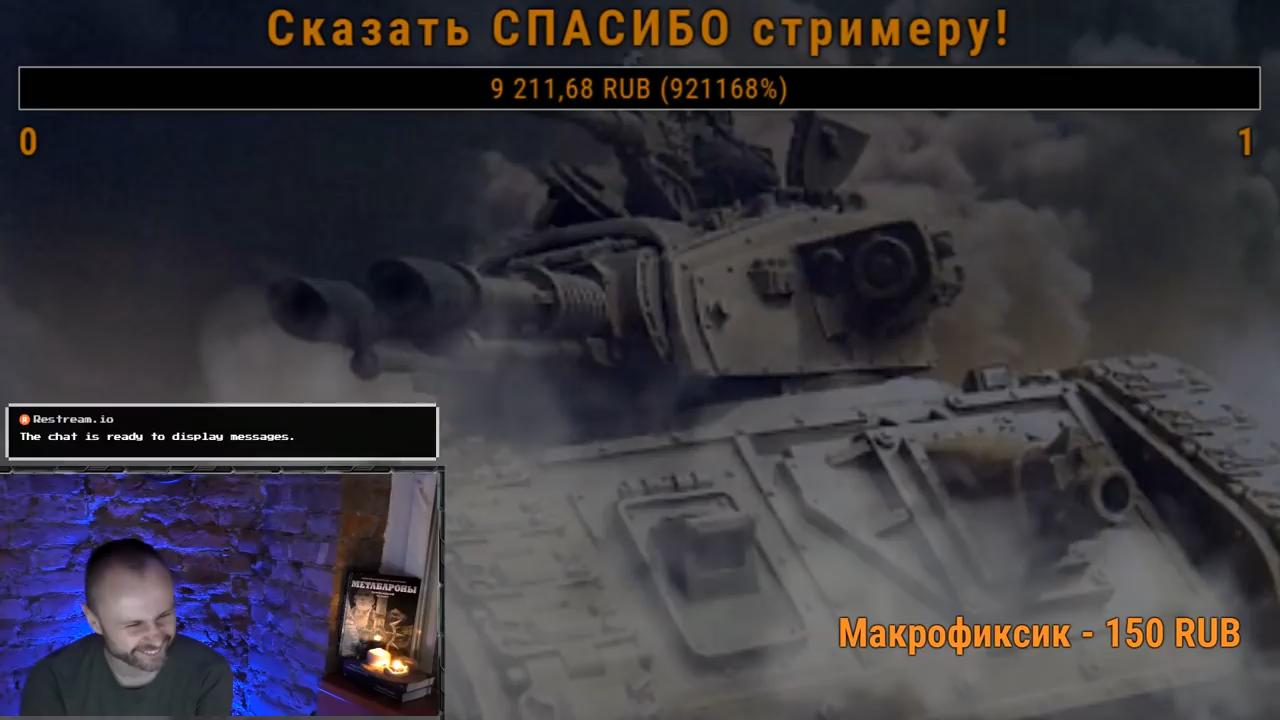 Сказать СПАСИБО стримеру!
9 211,68 RUB (921168%)
0
1
Restream.io
The chat is ready to display messages.
МЕТАБАРОНЫ
Макрофиксик - 150 RUB